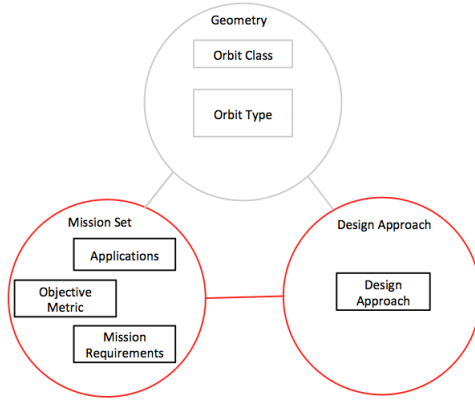 Geometry
Orbit Class
Orbit Type
Mission Set
Applications
Objective
Metric
Mission
Requirements
Design Approach
Design
Approach